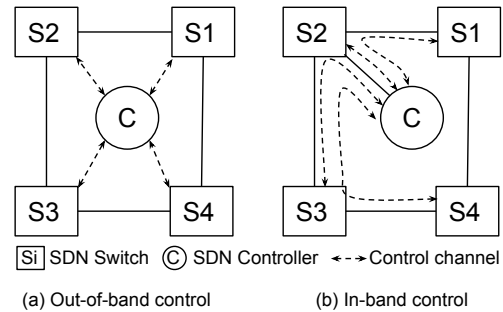 S2 S1 S2 S1
C C
S3 S4 S3 S4
Si SDN Switch C SDN Controller Control channel
(a) Out-of-band control (b) In-band control